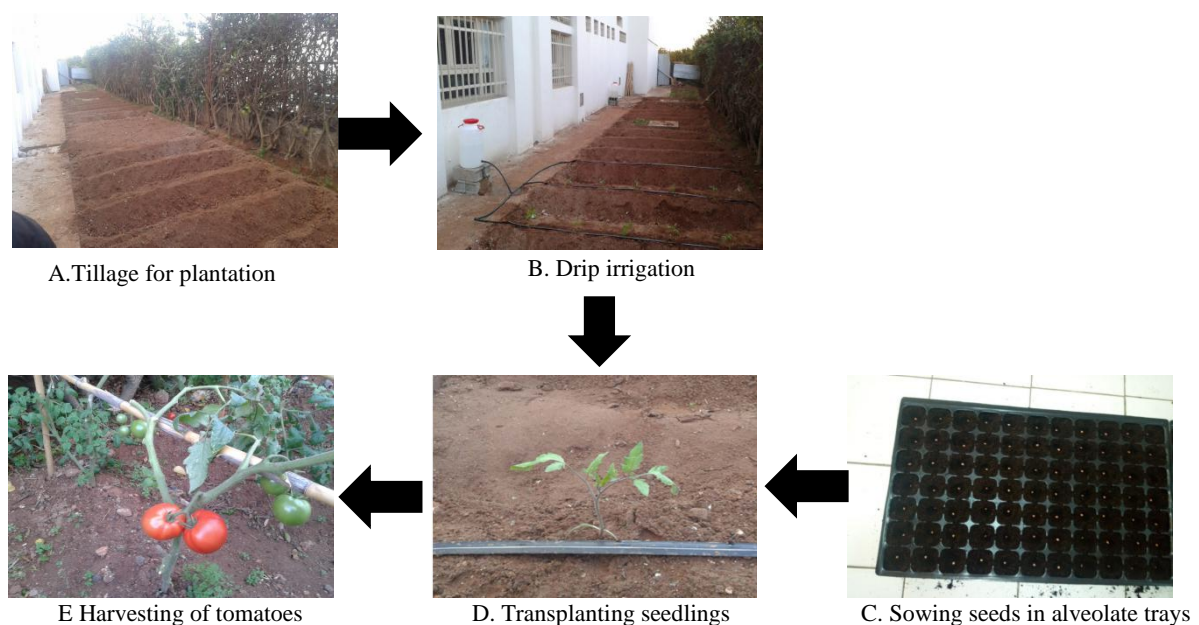 A.Tillage for plantation
B. Drip irrigation
E Harvesting of tomatoes
D. Transplanting seedlings
C. Sowing seeds in alveolate trays